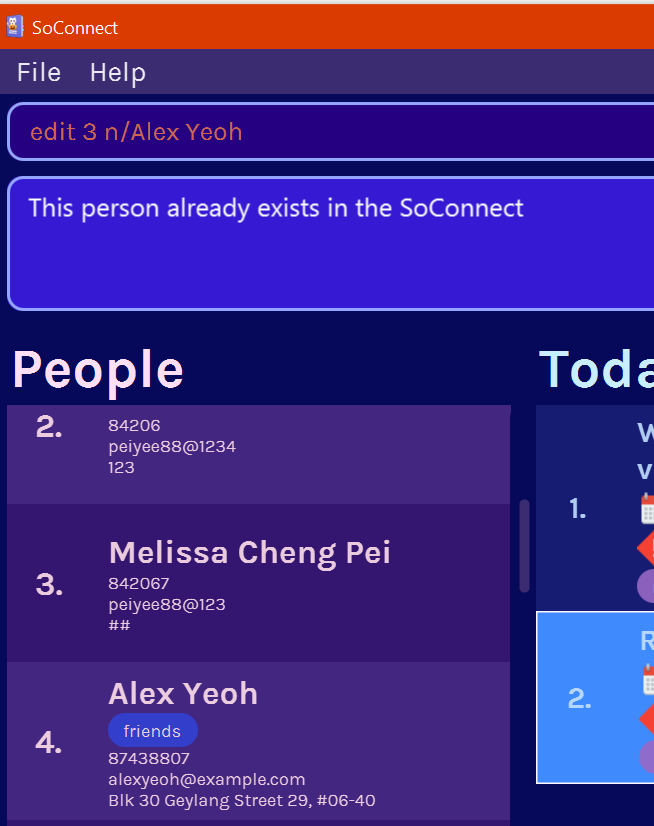 SoConnect
File Help
edit 3 n/Alex Yeoh
This person already exists in the SoConnect
People
2.
84206
peiyee88@1234
123
3.
Melissa Cheng Pei
842067
peiyee88@123
##
4.
Alex Yeoh
friends
87438807
alexyeoh@example.com
Blk 30 Geylang Street 29, #06-40
1.
2.